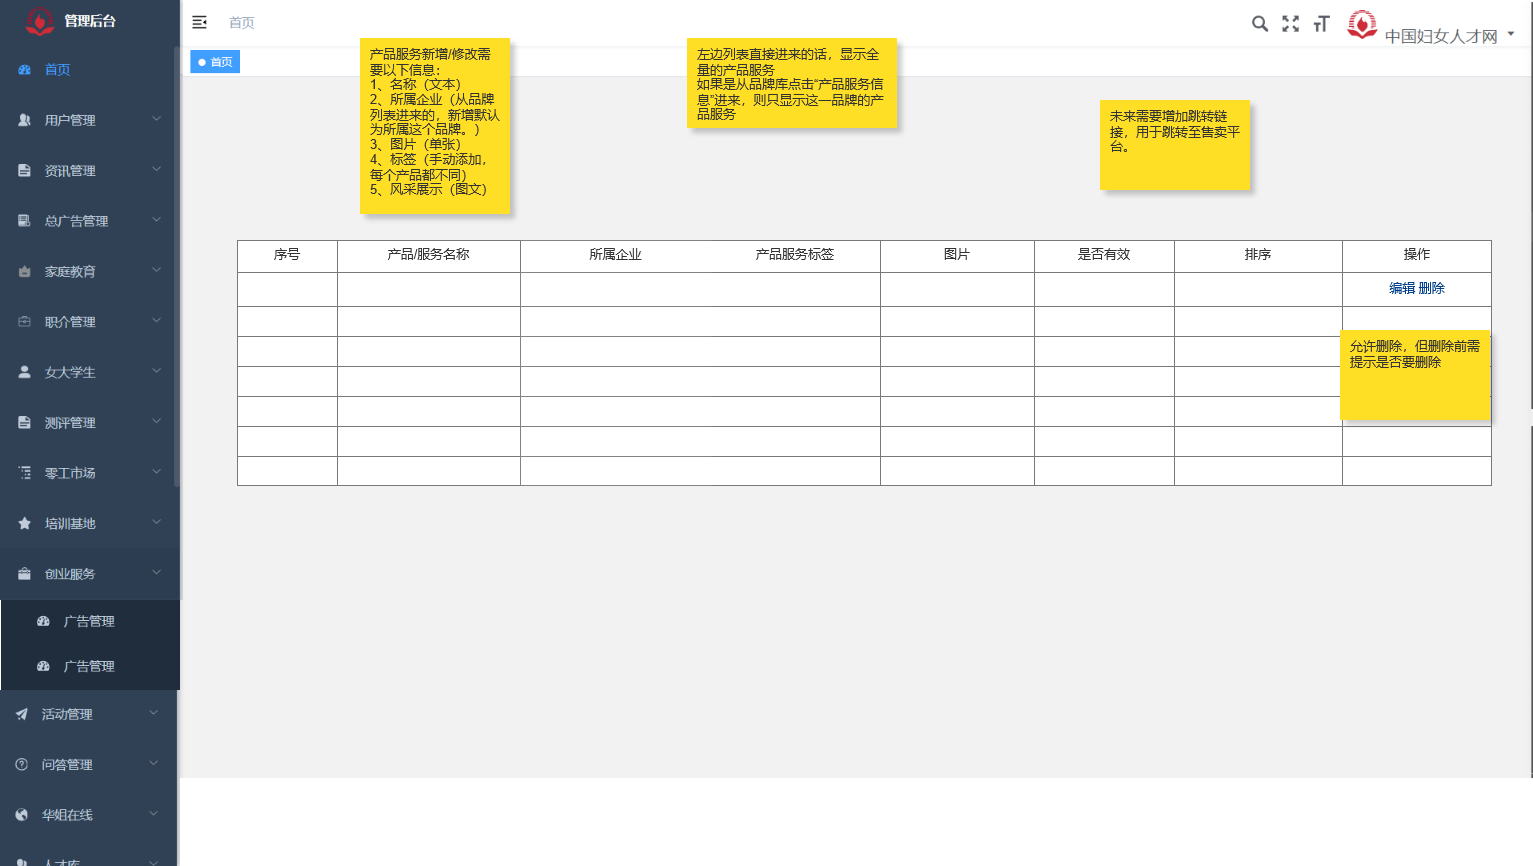 管理后台
首页
中国妇女人才网
首页
首页
用户管理
资讯管理
总广告管理
家庭教育
职介管理
女大学生
测评管理
零工市场
培训基地
创业服务
广告管理
广告管理
活动管理
问答管理
华姐在线
人才库
产品服务新增/修改需
要以下信息：
1、名称（文本）
2、所属企业（从品牌
列表进来的，新增默认
为所属这个品牌。）
3、图片（单张）
4、标签（手动添加，
每个产品都不同）
5、风采展示（图文）
左边列表直接进来的话，显示全
量的产品服务
如果是从品牌库点击“产品服务信
息”进来，则只显示这一品牌的产
品服务
未来需要增加跳转链
接，用于跳转至售卖平
台。
序号 产品/服务名称 所属企业 产品服务标签 图片 是否有效 排序 操作
编辑 删除
允许删除，但删除前需
提示是否要删除